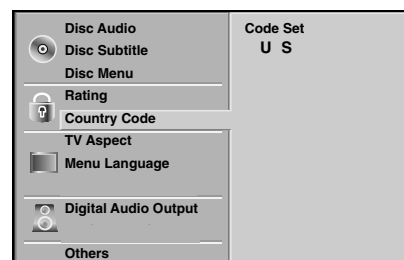 Disc Audio
Disc Subtitle
Disc Menu
Rating
Country Code
TV Aspect
Menu Language
Digital Audio Output
Others
Code Set
U S